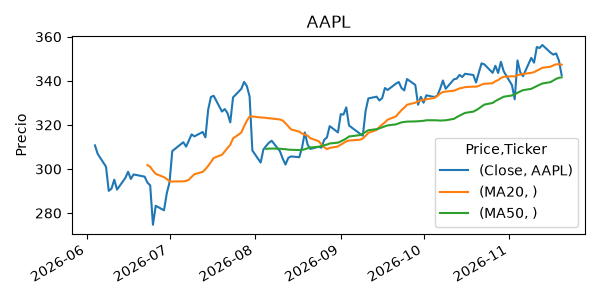 AAPL
360
340
320
300
280
Precio
2026-06
2026-07
2026-08
2026-09
2026-10
2026-11
Price,Ticker
(Close, AAPL)
(MA20, )
(MA50, )